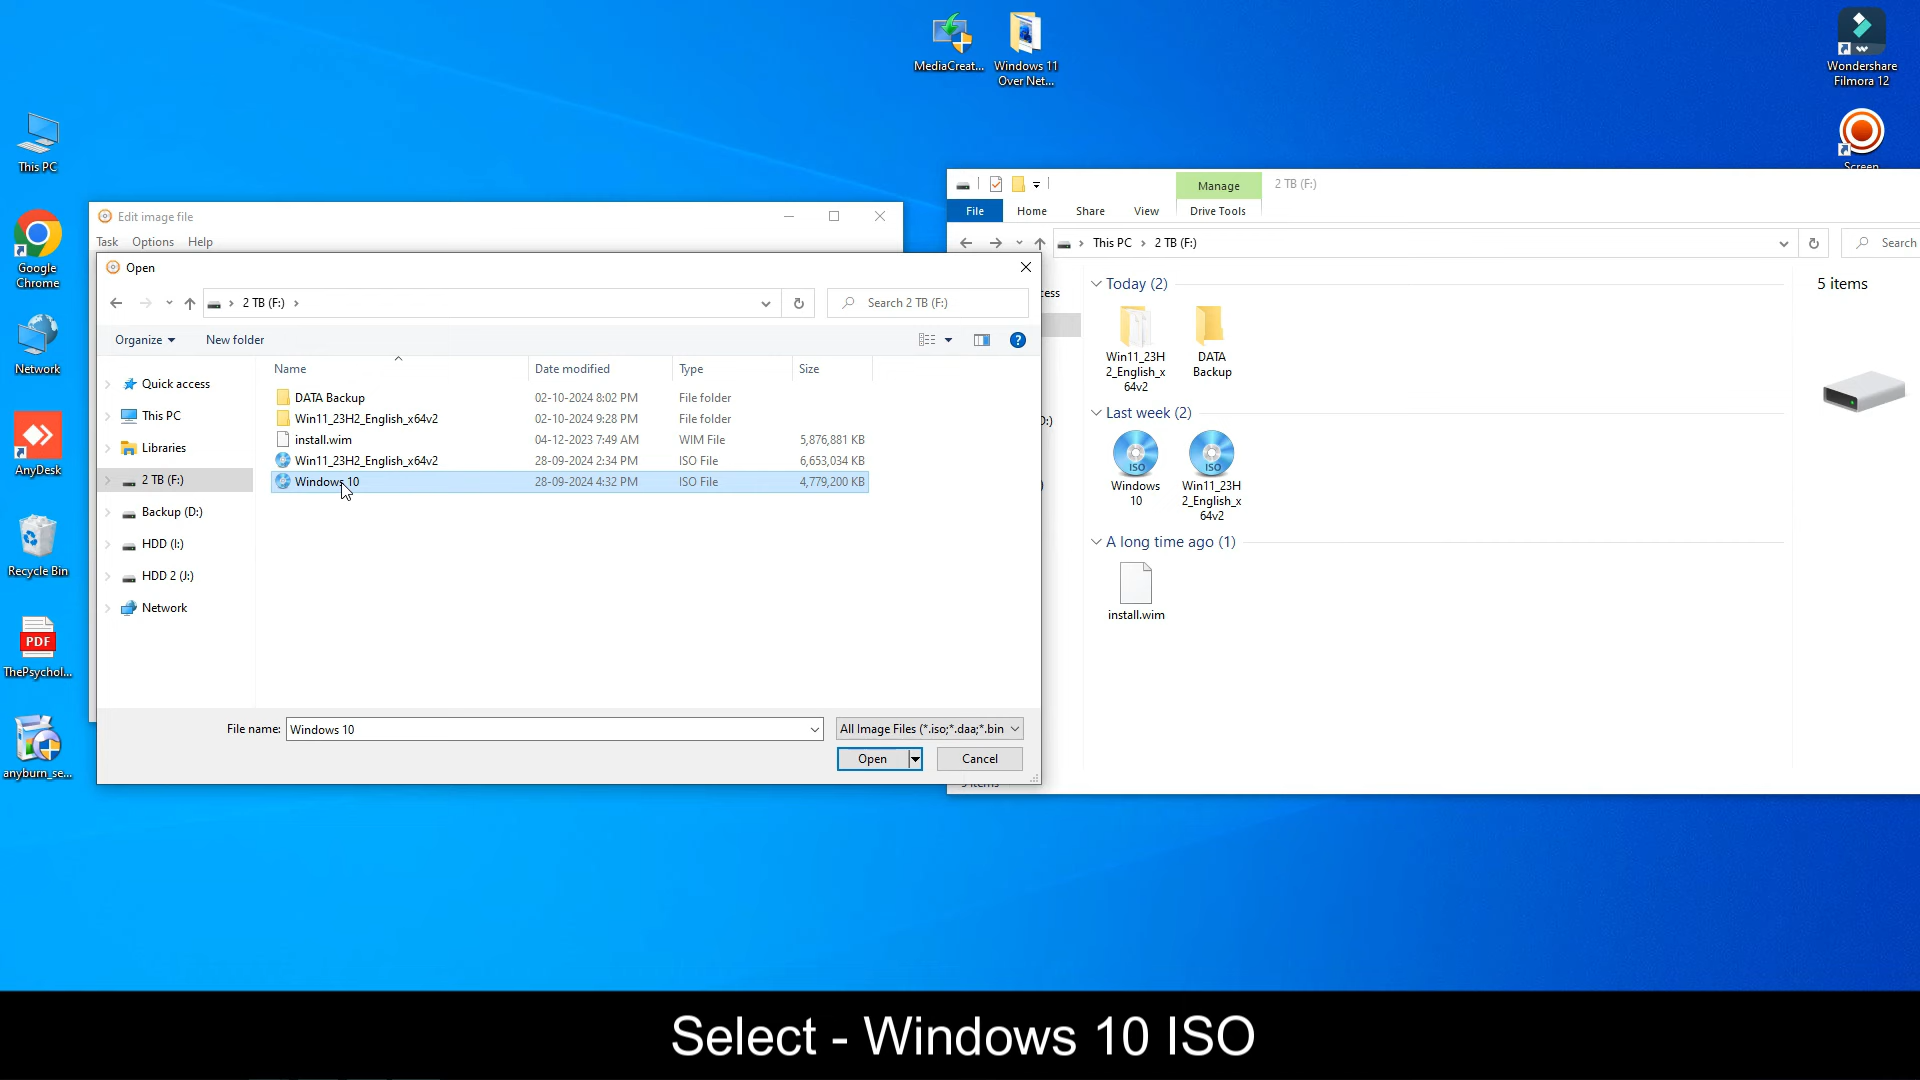 MediaCreat...
Windows 11
Over Net...
Wondershare
Filmora 12
Screen
This PC
Google
Chrome
Network
AnyDesk
Recycle Bin
PDF
ThePsychol...
anyburn_se...
Edit image file
Task Options Help
Open
2 TB (F:)
Search 2 TB (F:)
Organize
New folder
Name Date modified Type Size
DATA Backup 02-10-2024 8:02 PM File folder
Win11_23H2_English_x64v2 02-10-2024 9:28 PM File folder
install.wim 04-12-2023 7:49 AM WIM File 5,876,881 KB
Win11_23H2_English_x64v2 28-09-2024 2:34 PM ISO File 6,653,034 KB
Windows 10 28-09-2024 4:32 PM ISO File 4,779,200 KB
Quick access
This PC
Libraries
2 TB (F:)
Backup (D:)
HDD (I:)
HDD 2 (J:)
Network
File name: Windows 10
All Image Files (*.iso;*.daa;*.bin
Open Cancel
Manage 2 TB (F:)
File Home Share View Drive Tools
This PC 2 TB (F:)
Search
cess
D:)
Today (2)
Win11_23H
2_English_x
64v2
DATA
Backup
Last week (2)
ISO
Windows
10
ISO
Win11_23H
2_English_x
64v2
A long time ago (1)
install.wim
5 items
5 items
Select - Windows 10 ISO